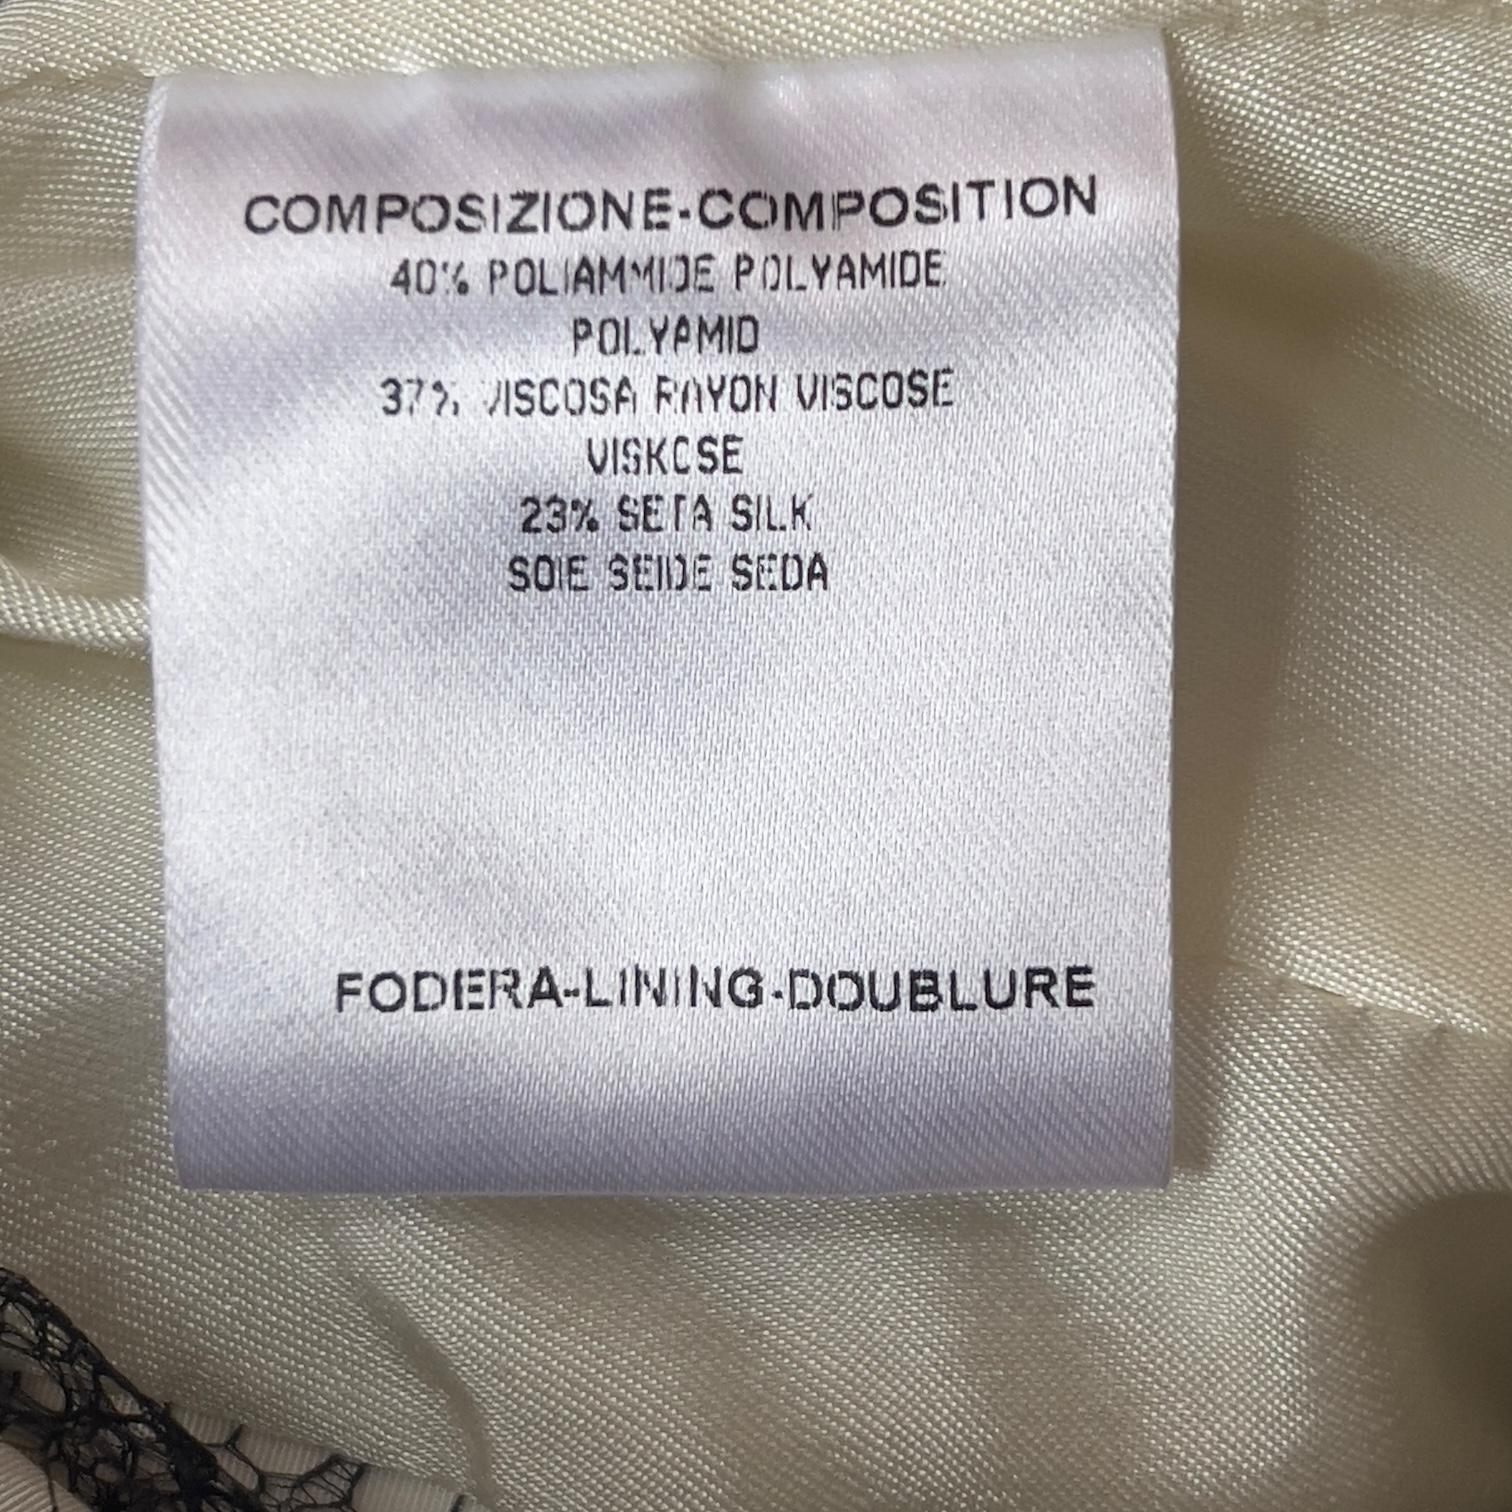 COMPOSIZIONE-COMPOSITION
40% POLIAMMIDE POLYAMIDE
POLYAMID
37% VISCOSA RAYON VISCOSE
VISKOSE
23% SETA SILK
SOIE SEIDE SEDA
FODERA-LINING-DOUBLURE